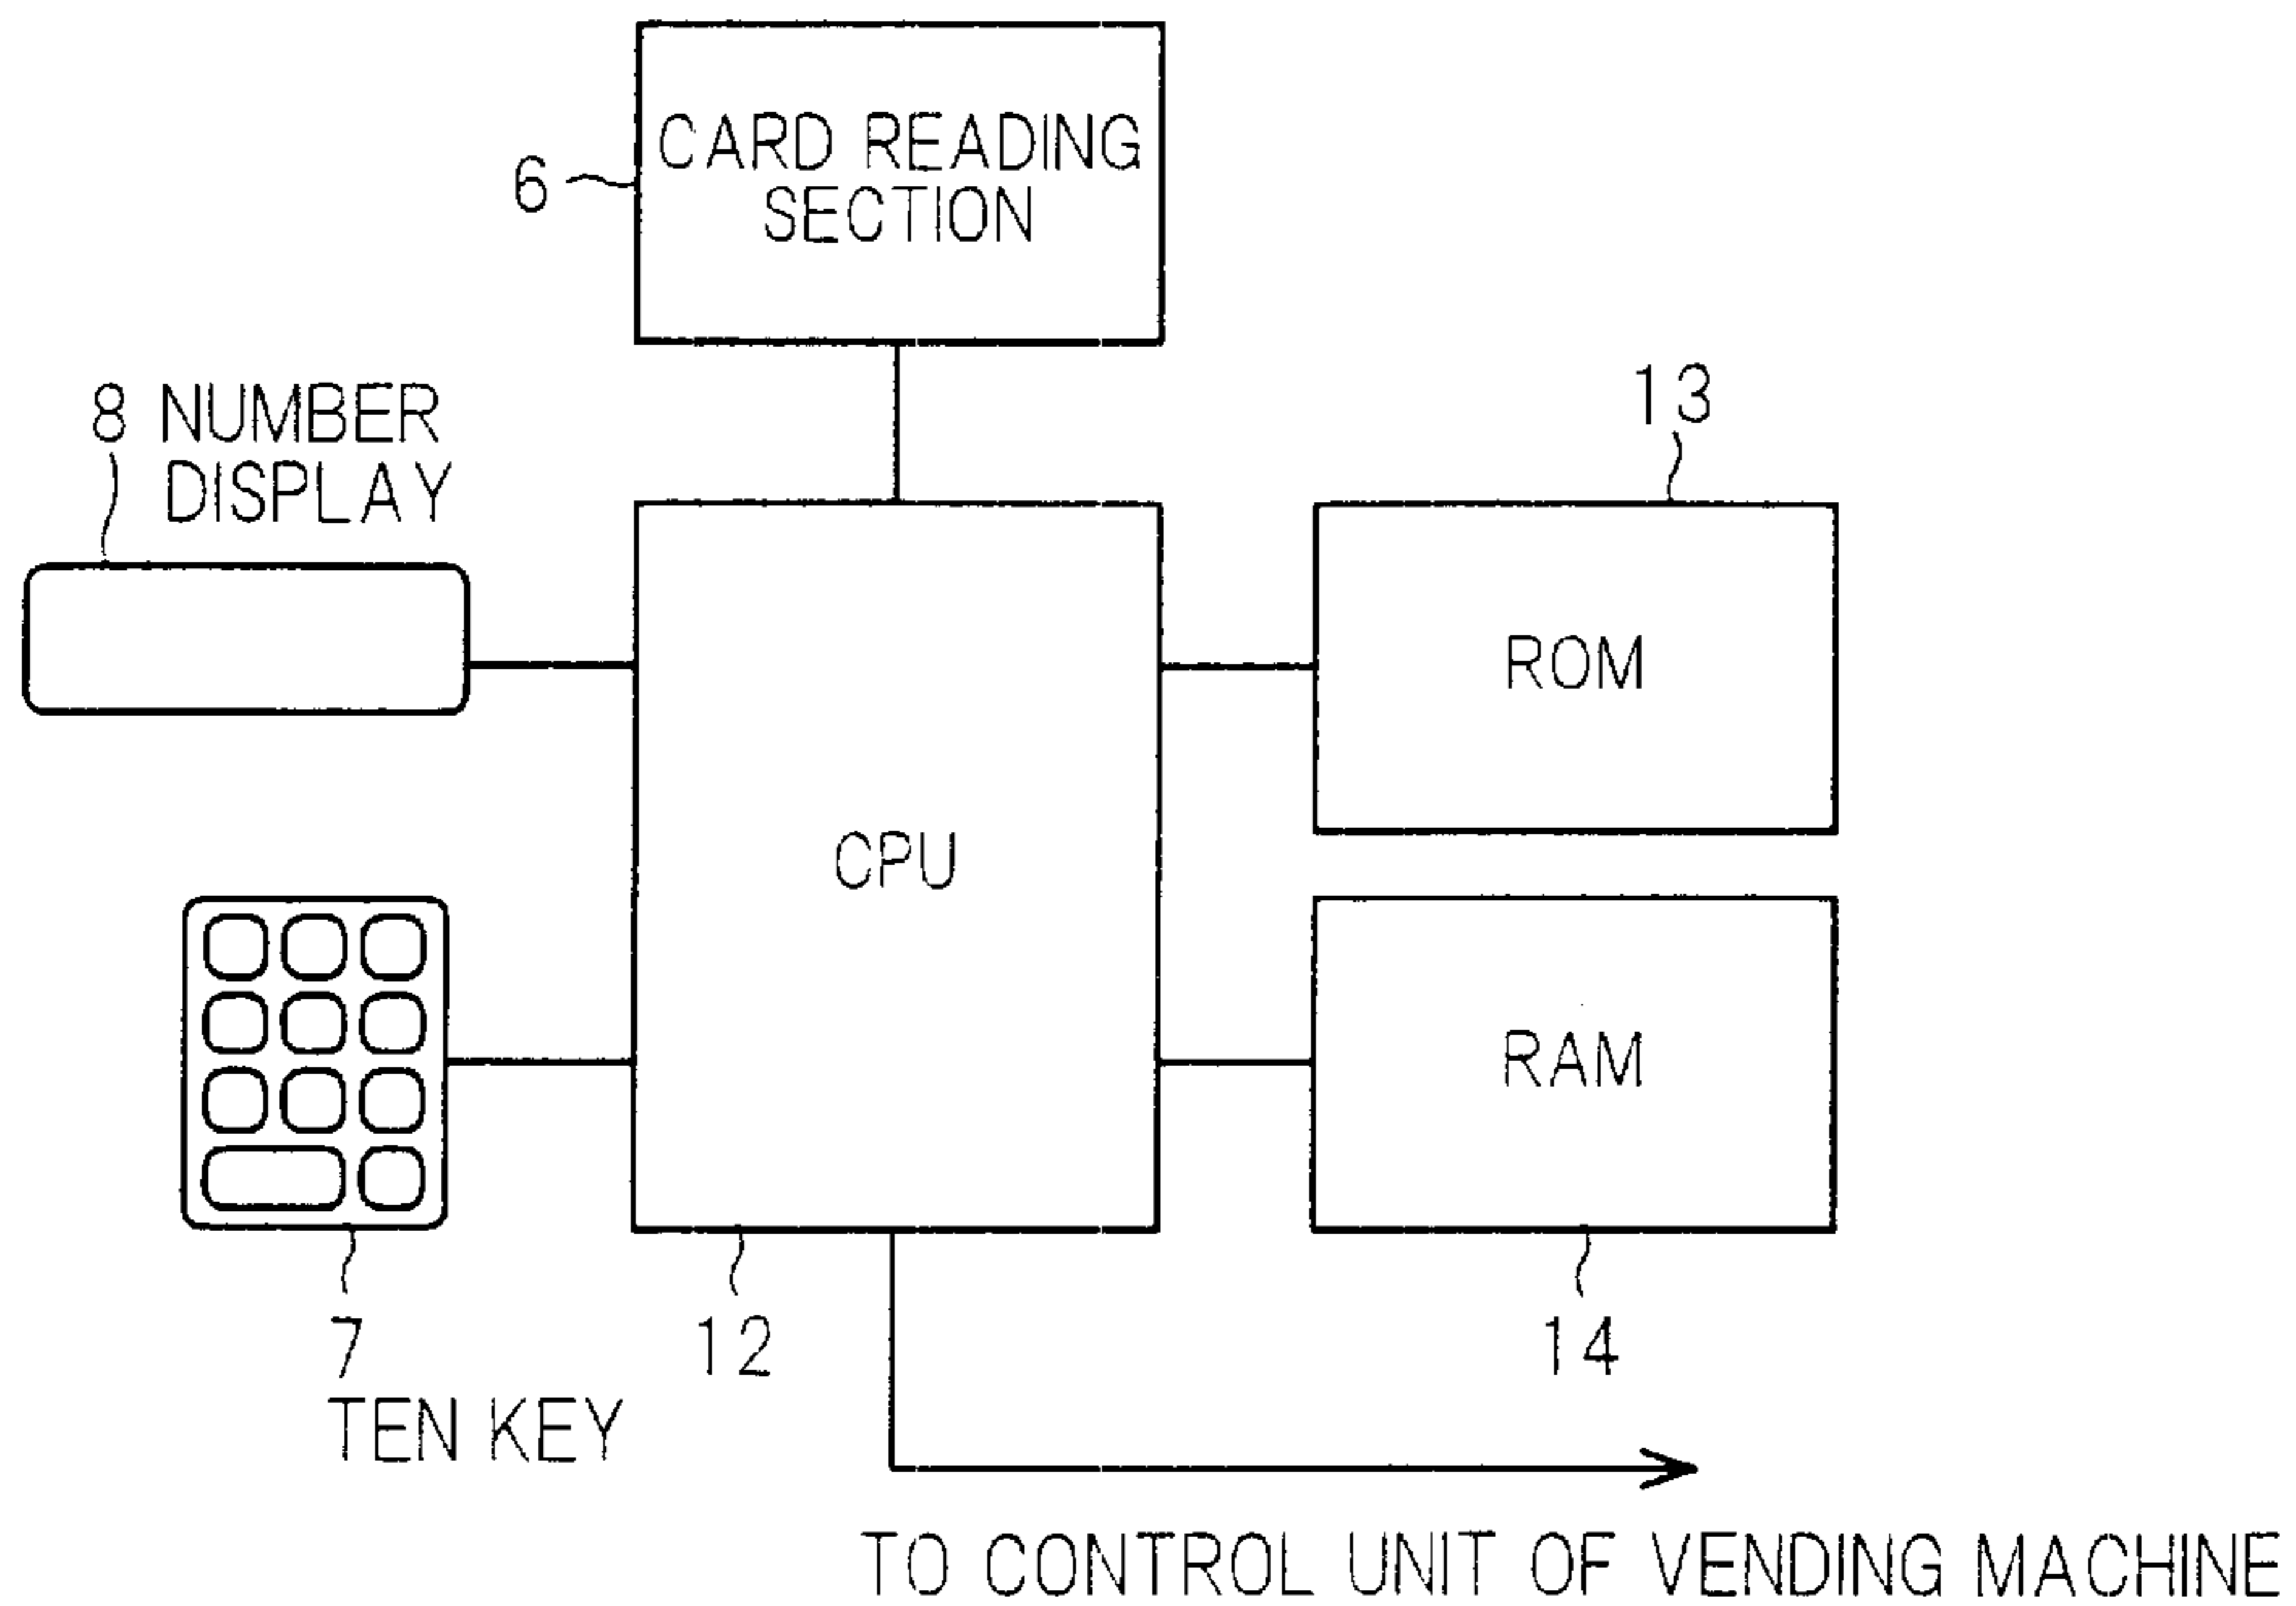 CARD READING
SECTION
6
8 NUMBER
DISPLAY
13
ROM
CPU
RAM
7
TEN KEY
12
14
TO CONTROL UNIT OF VENDING MACHINE